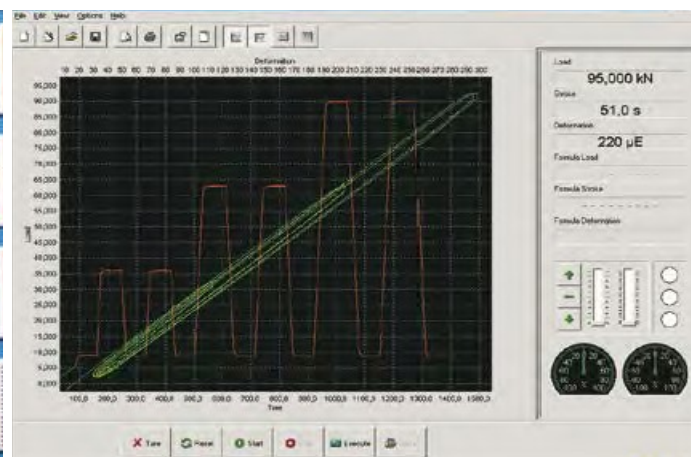 File Edit View Options Help
Deformation
10 20 30 40 50 60 70 80 90 100 110 120 130 140 150 160 170 180 190 200 210 220 230 240 250 260 270 280 290 300
95,000
90,000
85,000
80,000
75,000
70,000
65,000
60,000
55,000
50,000
45,000
40,000
35,000
30,000
25,000
20,000
15,000
10,000
5,000
0,000
Load
100,0 200,0 300,0 400,0 500,0 600,0 700,0 800,0 900,0 1000,0 1100,0 1200,0 1300,0 1400,0 1500,0
Time
Load
95,000 kN
Stroke
51,0 s
Deformation
220 µE
Formula Load
Formula Stroke
Formula Deformation
Tare Reset Start Execute